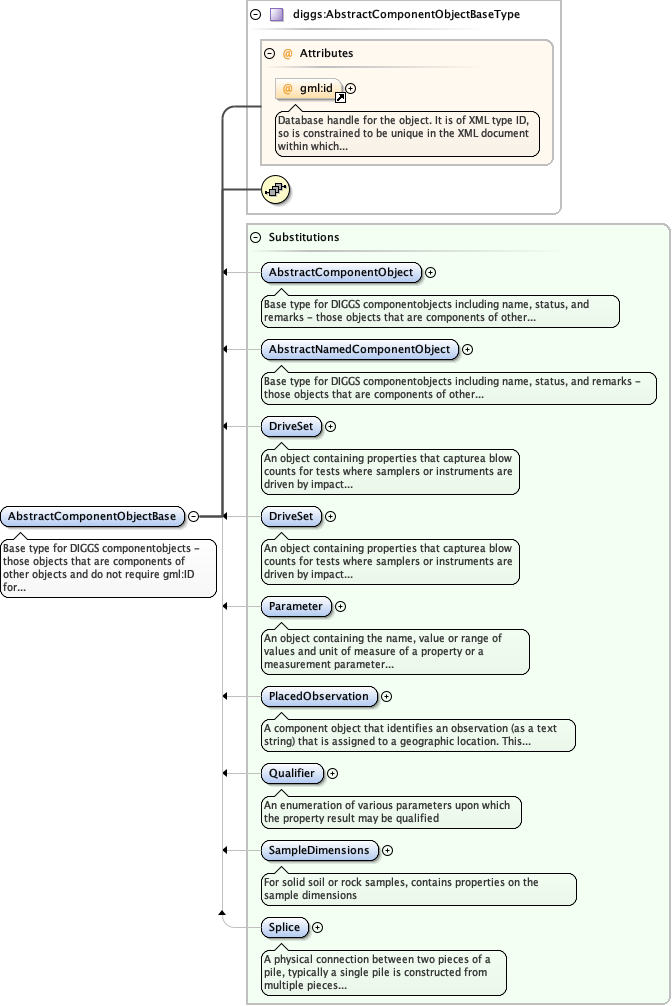 diggs:AbstractComponentObjectBaseType
@ Attributes
@ gml:id
Database handle for the object. It is of XML type ID,
so is constrained to be unique in the XML document
within which...
Substitutions
AbstractComponentObject
Base type for DIGGS componentobjects including name, status, and
remarks – those objects that are components of other...
AbstractNamedComponentObject
Base type for DIGGS componentobjects including name, status, and remarks –
those objects that are components of other...
DriveSet
An object containing properties that capturea blow
counts for tests where samplers or instruments are
driven by impact...
AbstractComponentObjectBase
Base type for DIGGS componentobjects –
those objects that are components of
other objects and do not require gml:ID
for...
DriveSet
An object containing properties that capturea blow
counts for tests where samplers or instruments are
driven by impact...
Parameter
An object containing the name, value or range of
values and unit of measure of a property or a
measurement parameter...
PlacedObservation
A component object that identifies an observation (as a text
string) that is assigned to a geographic location. This...
Qualifier
An enumeration of various parameters upon which
the property result may be qualified
SampleDimensions
For solid soil or rock samples, contains properties on the
sample dimensions
Splice
A physical connection between two pieces of a
pile, typically a single pile is constructed from
multiple pieces...